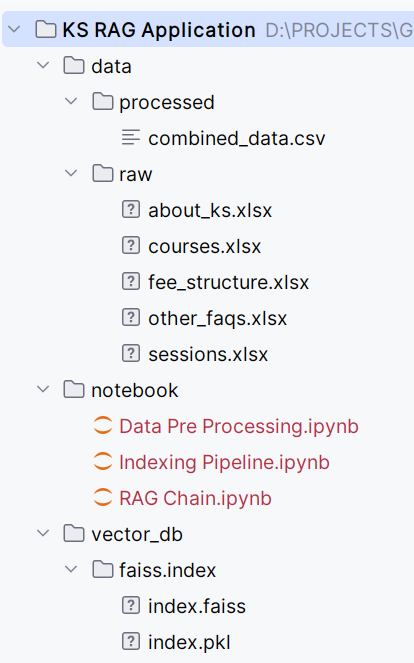 KS RAG Application D:\PROJECTS\G
data
processed
combined_data.csv
raw
about_ks.xlsx
courses.xlsx
fee_structure.xlsx
other_faqs.xlsx
sessions.xlsx
notebook
Data Pre Processing.ipynb
Indexing Pipeline.ipynb
RAG Chain.ipynb
vector_db
faiss.index
index.faiss
index.pkl